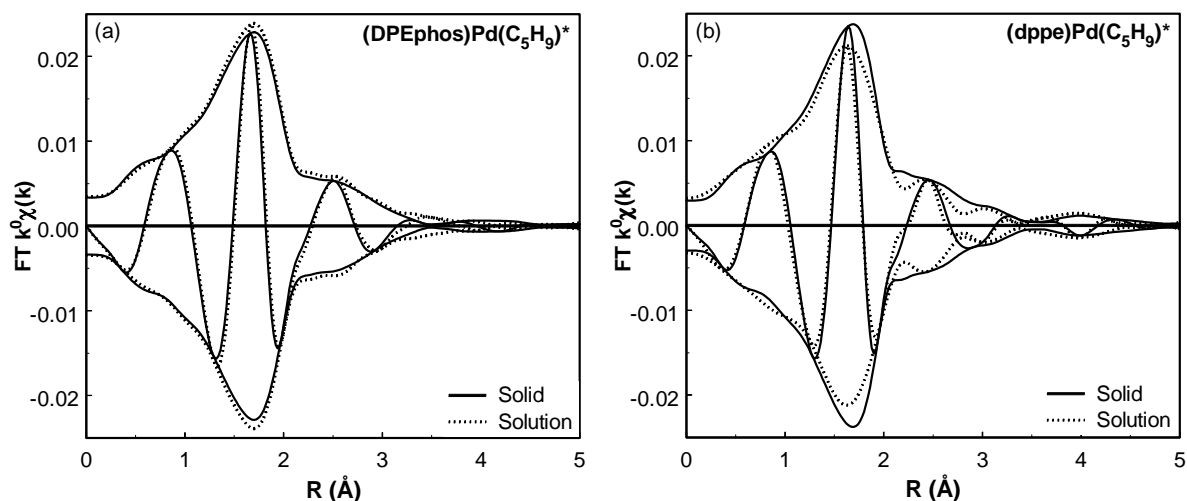 (a)
(DPEphos)Pd(C₅H₉)*
0.02
0.01
0.00
-0.01
-0.02
FT k⁰χ(k)
Solid
Solution
0 1 2 3 4 5
R (Å)
(b)
(dppe)Pd(C₅H₉)*
0.02
0.01
0.00
-0.01
-0.02
FT k⁰χ(k)
Solid
Solution
0 1 2 3 4 5
R (Å)